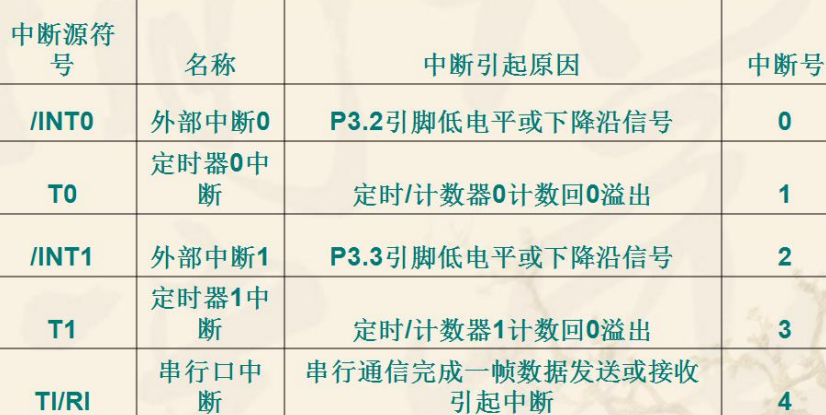 中断源符号 名称 中断引起原因 中断号
/INT0 外部中断0 P3.2引脚低电平或下降沿信号 0
T0 定时器0中断 定时/计数器0计数回0溢出 1
/INT1 外部中断1 P3.3引脚低电平或下降沿信号 2
T1 定时器1中断 定时/计数器1计数回0溢出 3
TI/RI 串行口中断 串行通信完成一帧数据发送或接收引起中断 4